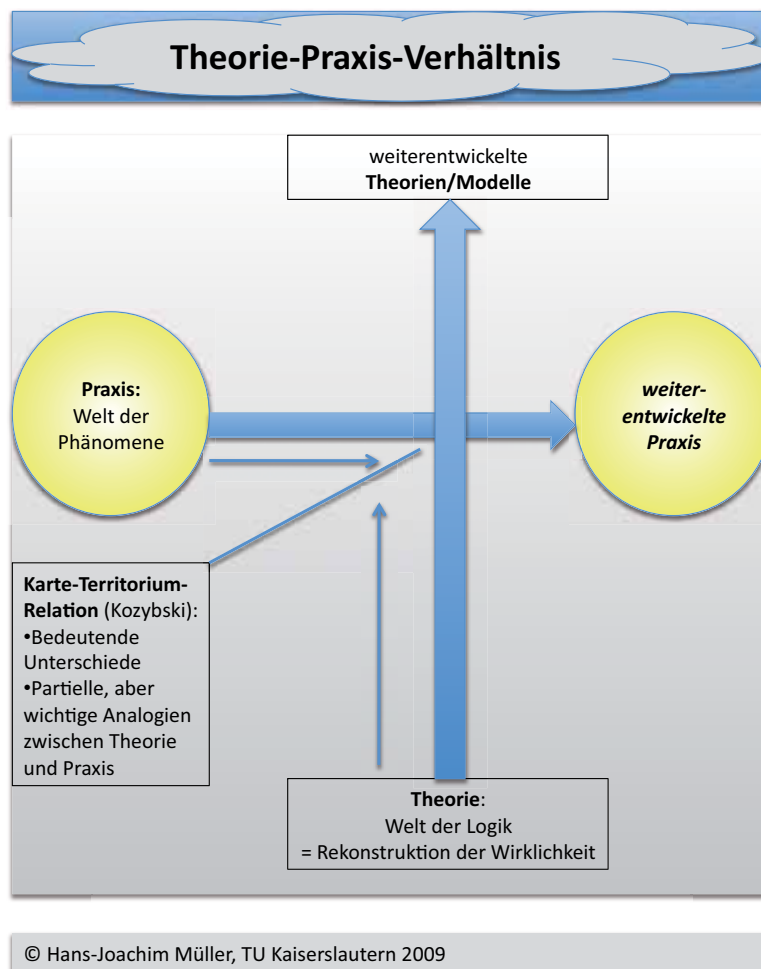 Theorie-Praxis-Verhältnis
weiterentwickelte
Theorien/Modelle
Praxis:
Welt der
Phänomene
weiter-
entwickelte
Praxis
Karte-Territorium-
Relation (Kozybski):
•Bedeutende
Unterschiede
•Partielle, aber
wichtige Analogien
zwischen Theorie
und Praxis
Theorie:
Welt der Logik
= Rekonstruktion der Wirklichkeit
© Hans-Joachim Müller, TU Kaiserslautern 2009